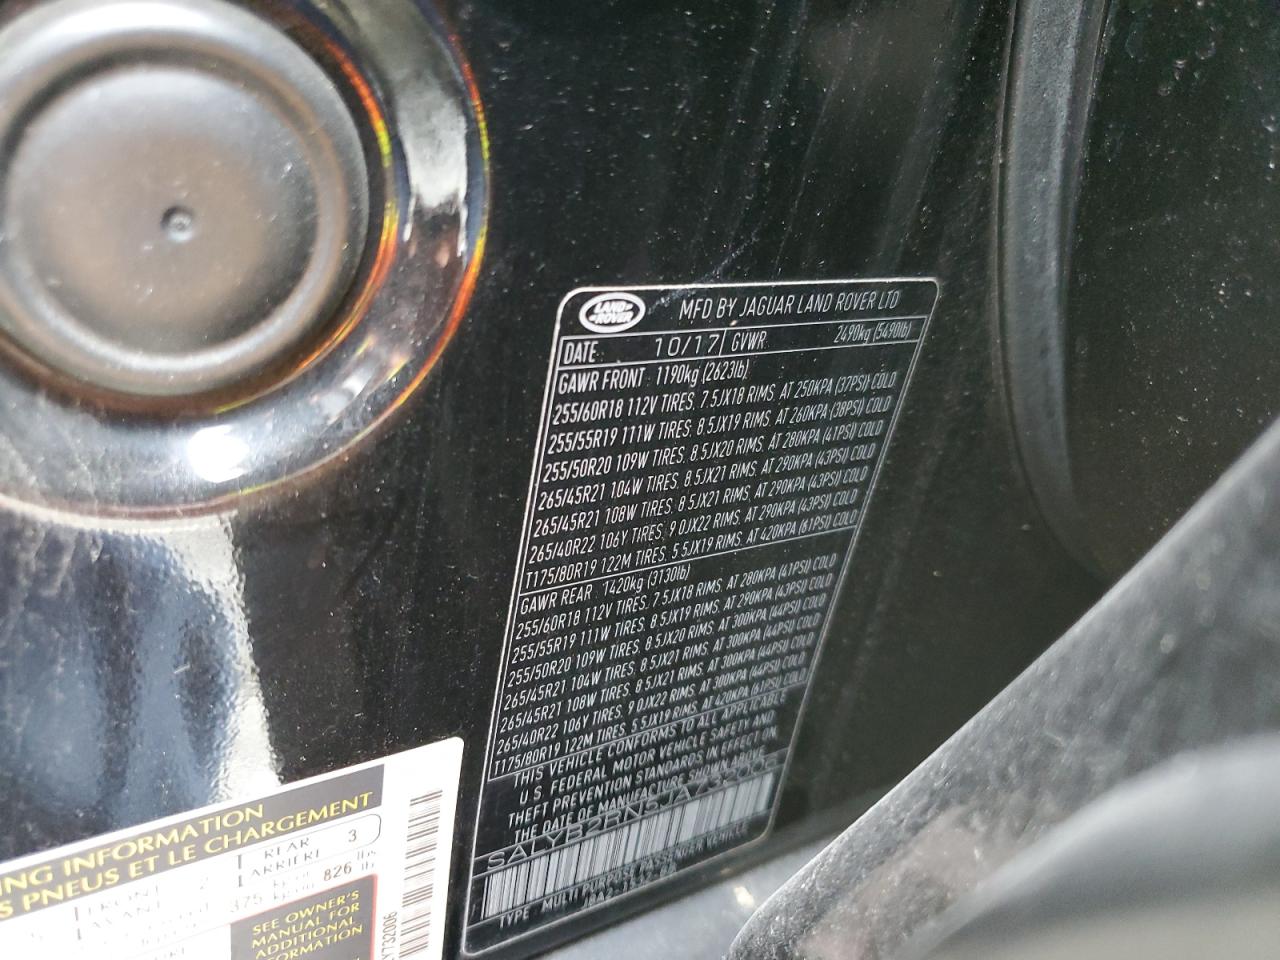 LAND ROVER
MFD BY JAGUAR LAND ROVER LTD
DATE: 10/17 GVWR 2490kg (5490lb)
GAWR FRONT: 1190kg (2623lb)
255/60R18 112V TIRES, 7.5JX18 RIMS, AT 250KPA (37PSI) COLD
255/55R19 111W TIRES, 8.5JX19 RIMS, AT 260KPA (38PSI) COLD
255/50R20 109W TIRES, 8.5JX20 RIMS, AT 280KPA (41PSI) COLD
265/45R21 104W TIRES, 8.5JX21 RIMS, AT 290KPA (43PSI) COLD
265/45R21 108W TIRES, 8.5JX21 RIMS, AT 290KPA (43PSI) COLD
265/40R22 106Y TIRES, 9.0JX22 RIMS, AT 290KPA (43PSI) COLD
T175/80R19 122M TIRES, 5.5JX19 RIMS, AT 420KPA (61PSI) COLD
GAWR REAR: 1420kg (3130lb)
255/60R18 112V TIRES, 7.5JX18 RIMS, AT 280KPA (41PSI) COLD
255/55R19 111W TIRES, 8.5JX19 RIMS, AT 290KPA (43PSI) COLD
255/50R20 109W TIRES, 8.5JX20 RIMS, AT 300KPA (44PSI) COLD
265/45R21 104W TIRES, 8.5JX21 RIMS, AT 300KPA (44PSI) COLD
265/45R21 108W TIRES, 8.5JX21 RIMS, AT 300KPA (44PSI) COLD
265/40R22 106Y TIRES, 9.0JX22 RIMS, AT 300KPA (44PSI) COLD
T175/80R19 122M TIRES, 5.5JX19 RIMS, AT 420KPA (61PSI) COLD
THIS VEHICLE CONFORMS TO ALL APPLICABLE
U.S. FEDERAL MOTOR VEHICLE SAFETY AND
THEFT PREVENTION STANDARDS IN EFFECT ON
THE DATE OF MANUFACTURE SHOWN ABOVE
SALYB2RN5JA732006
TYPE: MULTI PURPOSE PASSENGER VEHICLE
ING INFORMATION
S PNEUS ET LE CHARGEMENT
FRONT 2 REAR 3
AVANT ARRIERE
375 826 lbs
SEE OWNER'S
MANUAL FOR
ADDITIONAL
INFORMATION
Y732006